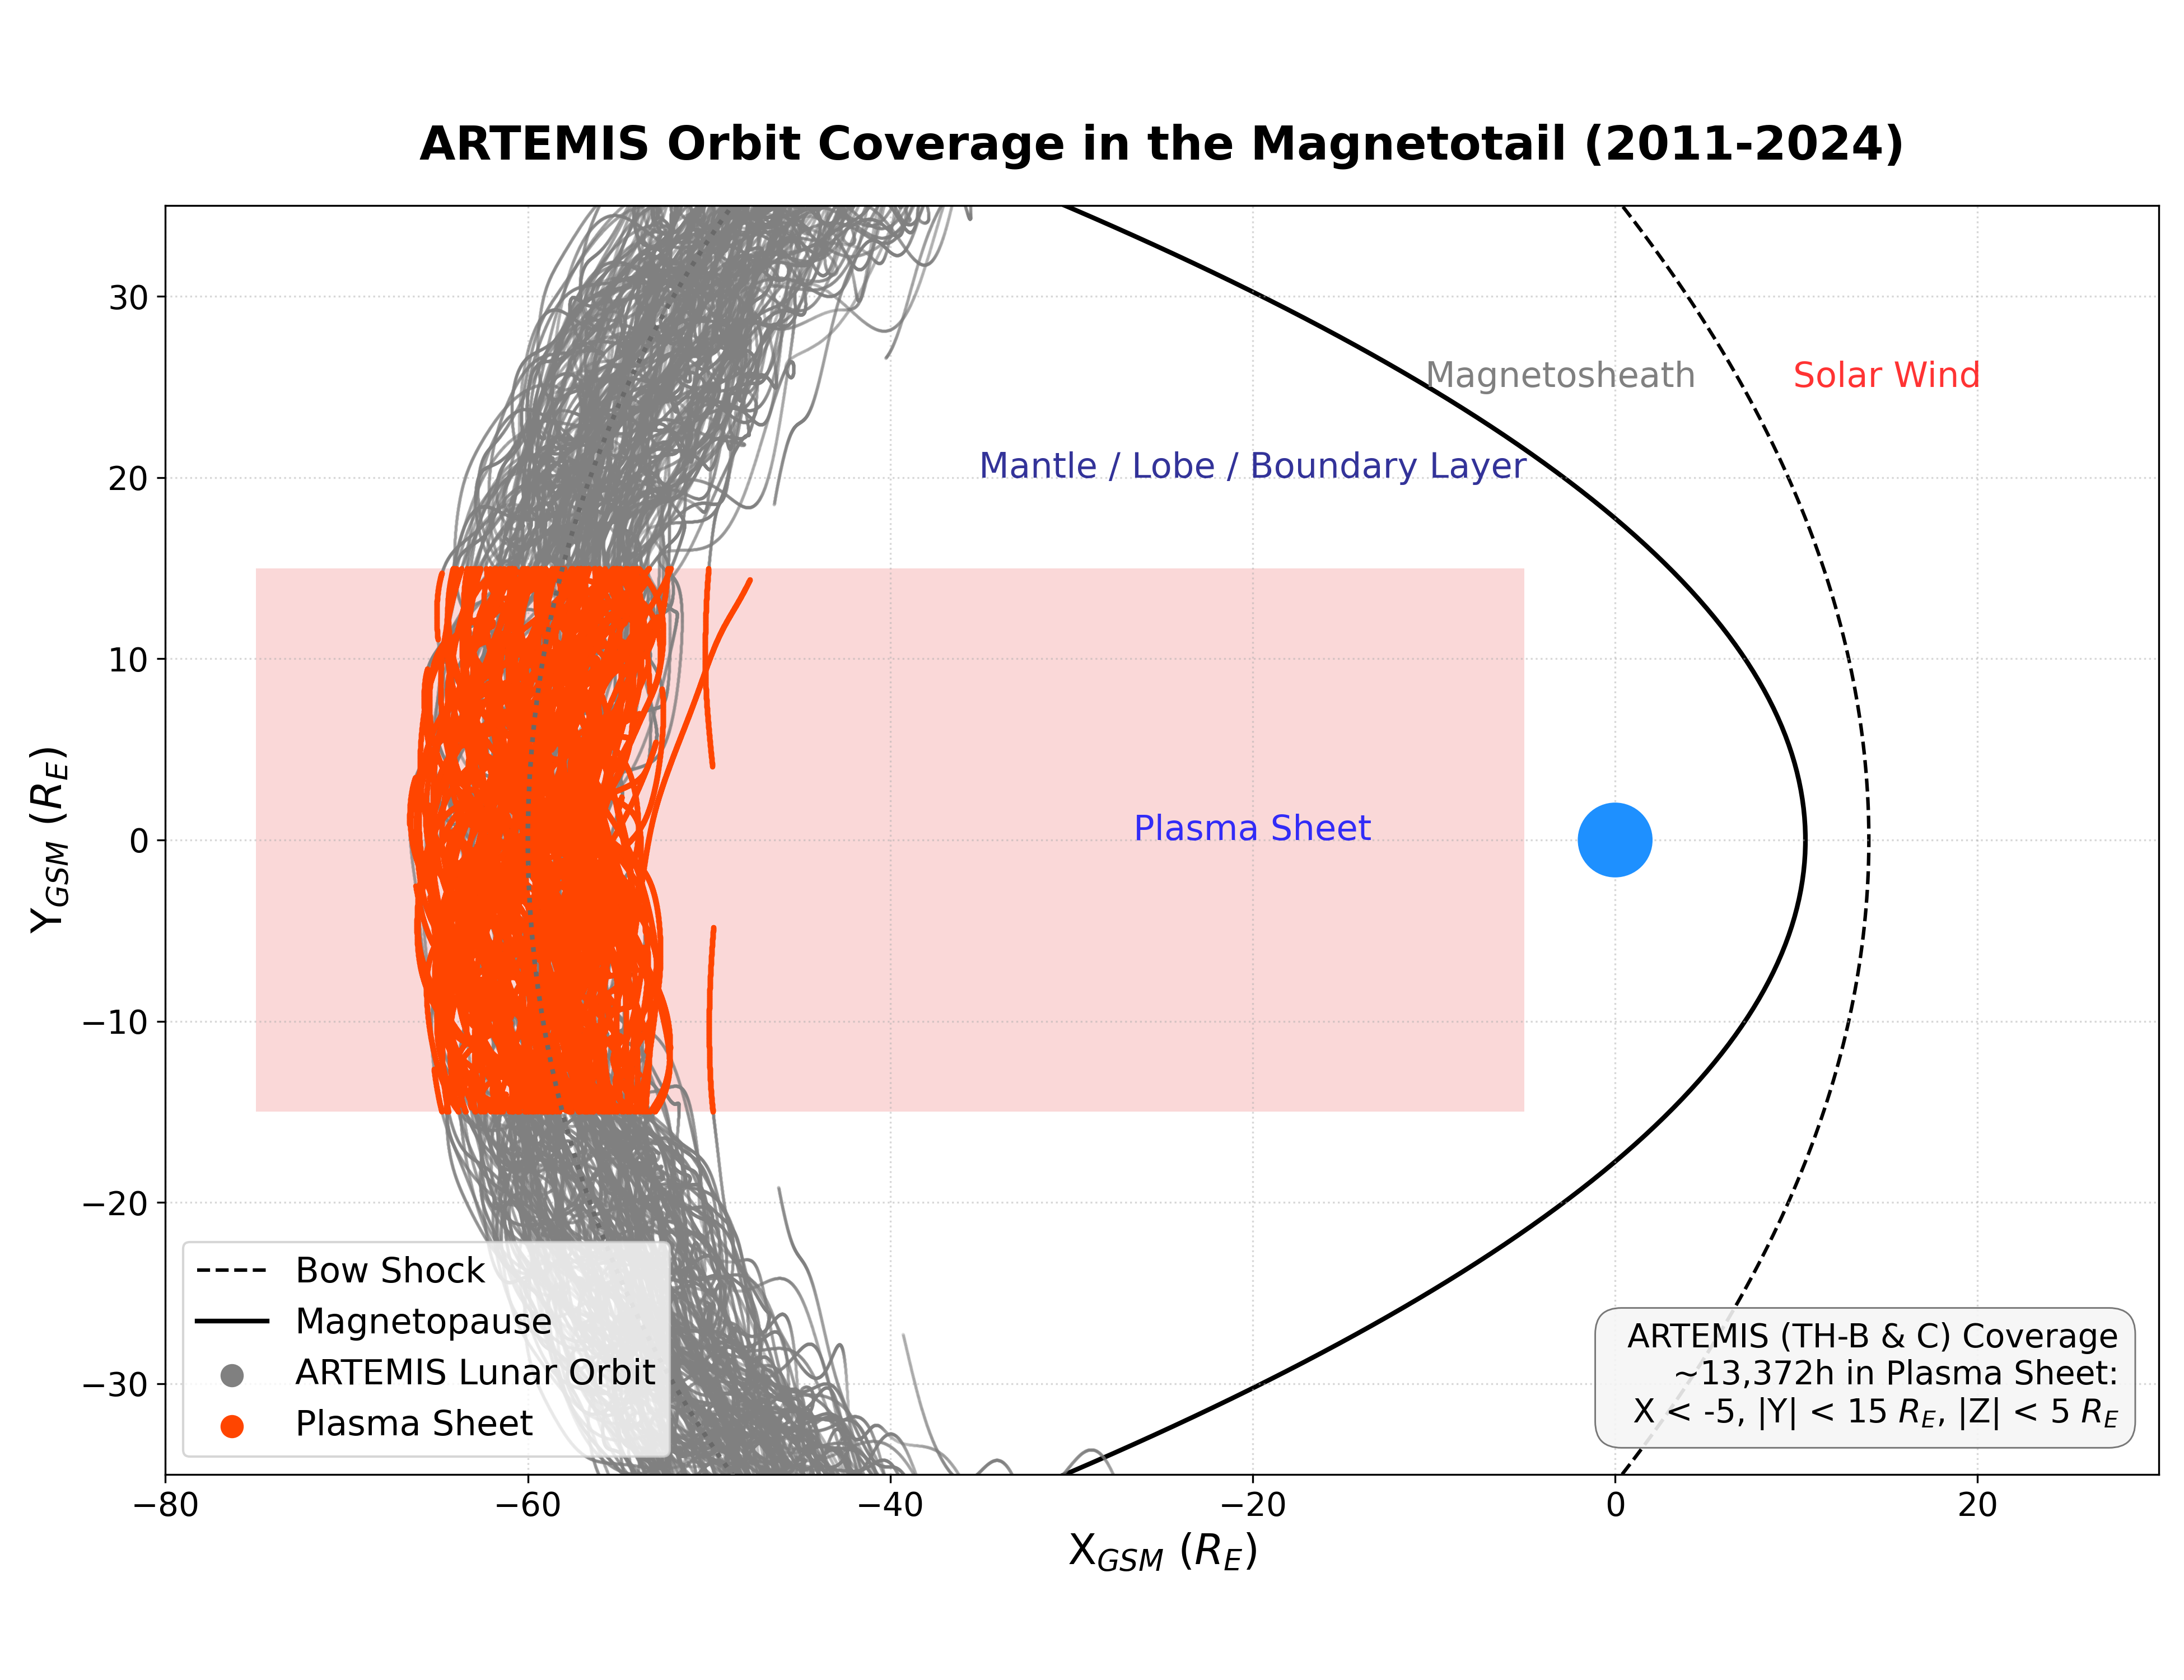 ARTEMIS Orbit Coverage in the Magnetotail (2011-2024)
30
20
10
0
−10
−20
−30
Y_GSM (R_E)
Magnetosheath
Solar Wind
Mantle / Lobe / Boundary Layer
Plasma Sheet
Bow Shock
Magnetopause
ARTEMIS Lunar Orbit
Plasma Sheet
ARTEMIS (TH-B & C) Coverage
~13,372h in Plasma Sheet:
X < -5, |Y| < 15 R_E, |Z| < 5 R_E
−80
−60
−40
−20
0
20
X_GSM (R_E)